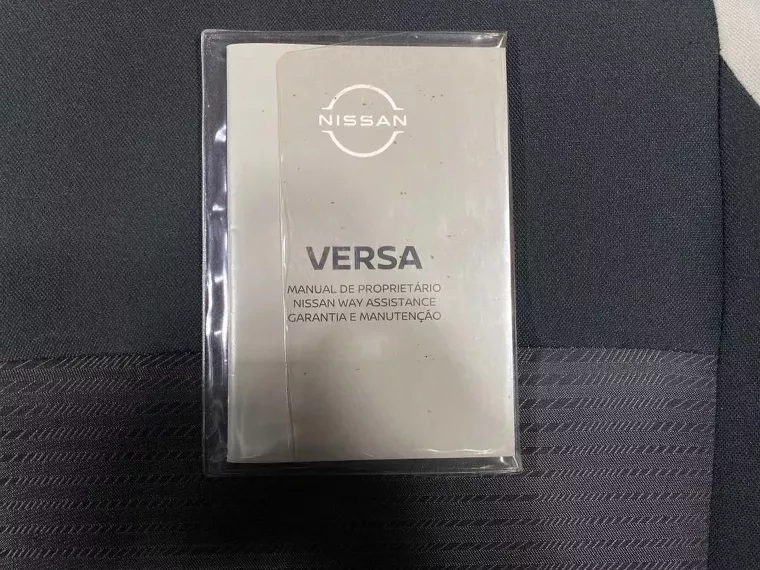 NISSAN
VERSA
MANUAL DE PROPRIETÁRIO
NISSAN WAY ASSISTANCE
GARANTIA E MANUTENÇÃO